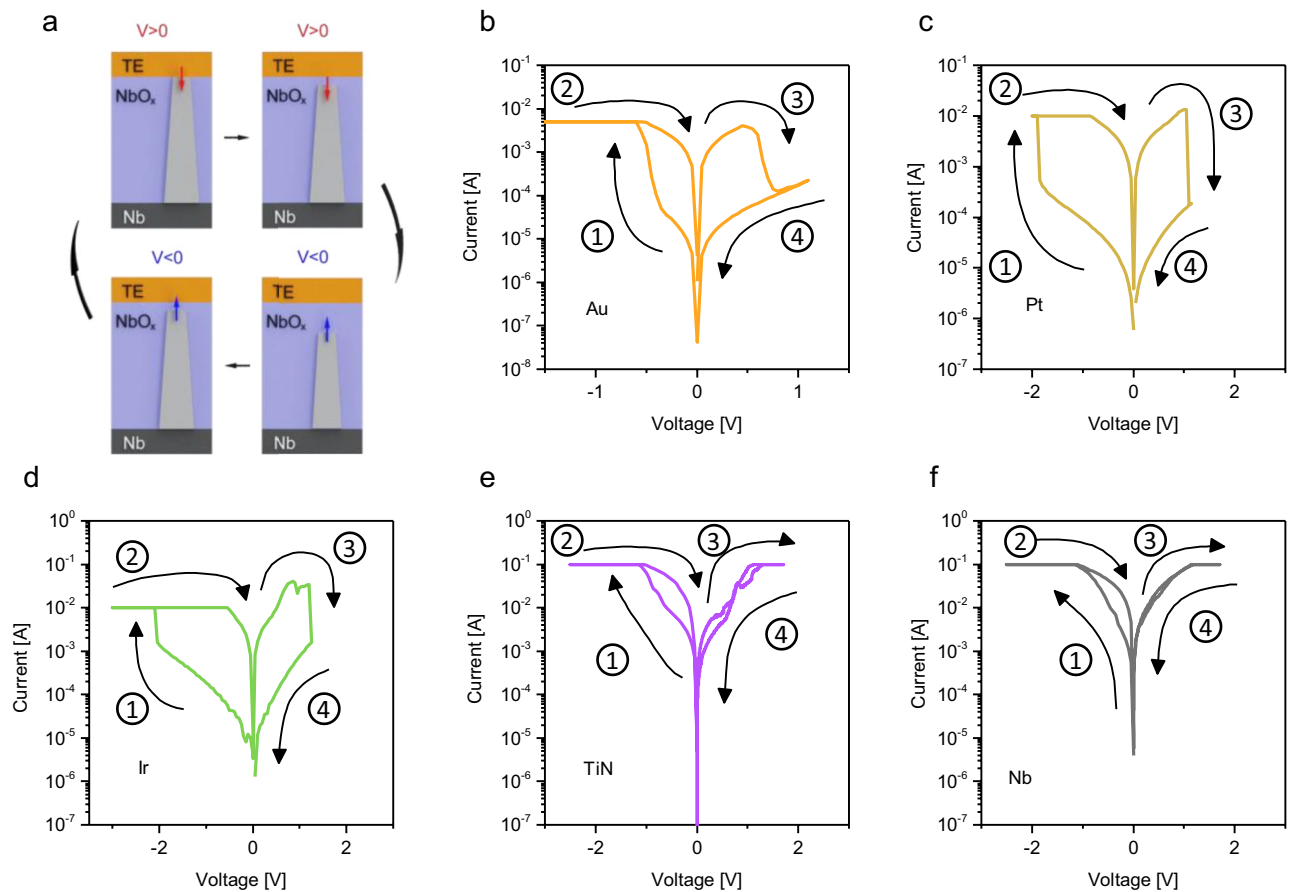 a
V>0 V>0
TE TE
NbOₓ NbOₓ
Nb Nb
V<0 V<0
TE TE
NbOₓ NbOₓ
Nb Nb
b
10⁻¹
10⁻²
10⁻³
10⁻⁴
10⁻⁵
10⁻⁶
10⁻⁷
10⁻⁸
Current [A]
② ③
① ④
Au
-1 0 1
Voltage [V]
c
10⁻¹
10⁻²
10⁻³
10⁻⁴
10⁻⁵
10⁻⁶
10⁻⁷
Current [A]
② ③
① ④
Pt
-2 0 2
Voltage [V]
d
10⁰
10⁻¹
10⁻²
10⁻³
10⁻⁴
10⁻⁵
10⁻⁶
10⁻⁷
Current [A]
② ③
① ④
Ir
-2 0 2
Voltage [V]
e
10⁰
10⁻¹
10⁻²
10⁻³
10⁻⁴
10⁻⁵
10⁻⁶
10⁻⁷
Current [A]
② ③
① ④
TiN
-2 0 2
Voltage [V]
f
10⁰
10⁻¹
10⁻²
10⁻³
10⁻⁴
10⁻⁵
10⁻⁶
10⁻⁷
Current [A]
② ③
① ④
Nb
-2 0 2
Voltage [V]